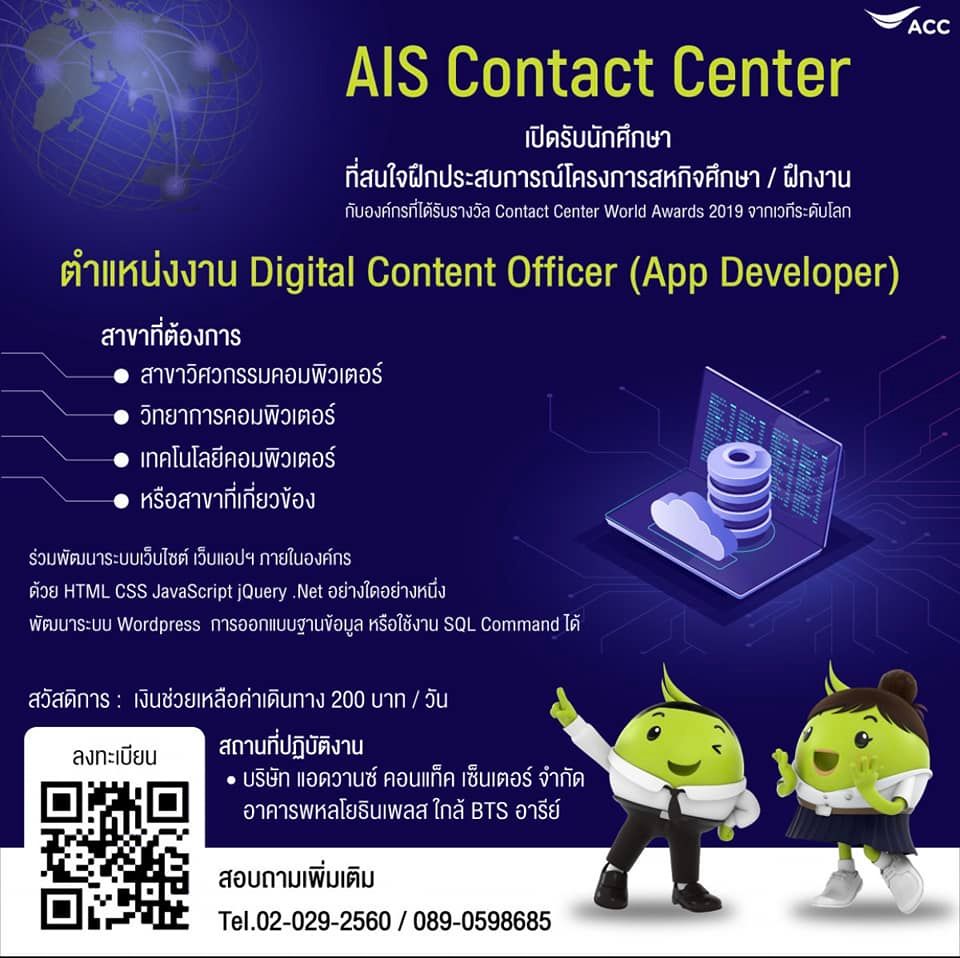 ACC
AIS Contact Center
เปิดรับนักศึกษา
ที่สนใจฝึกประสบการณ์โครงการสหกิจศึกษา / ฝึกงาน
กับองค์กรที่ได้รับรางวัล Contact Center World Awards 2019 จากเวทีระดับโลก
ตำแหน่งงาน Digital Content Officer (App Developer)
สาขาที่ต้องการ
สาขาวิศวกรรมคอมพิวเตอร์
วิทยาการคอมพิวเตอร์
เทคโนโลยีคอมพิวเตอร์
หรือสาขาที่เกี่ยวข้อง
ร่วมพัฒนาระบบเว็บไซต์ เว็บแอปฯ ภายในองค์กร
ด้วย HTML CSS JavaScript jQuery .Net อย่างใดอย่างหนึ่ง
พัฒนาระบบ Wordpress การออกแบบฐานข้อมูล หรือใช้งาน SQL Command ได้
สวัสดิการ : เงินช่วยเหลือค่าเดินทาง 200 บาท / วัน
ลงทะเบียน
สถานที่ปฏิบัติงาน
• บริษัท แอดวานซ์ คอนแท็ค เซ็นเตอร์ จำกัด
อาคารพหลโยธินเพลส ใกล้ BTS อารีย์
สอบถามเพิ่มเติม
Tel.02-029-2560 / 089-0598685